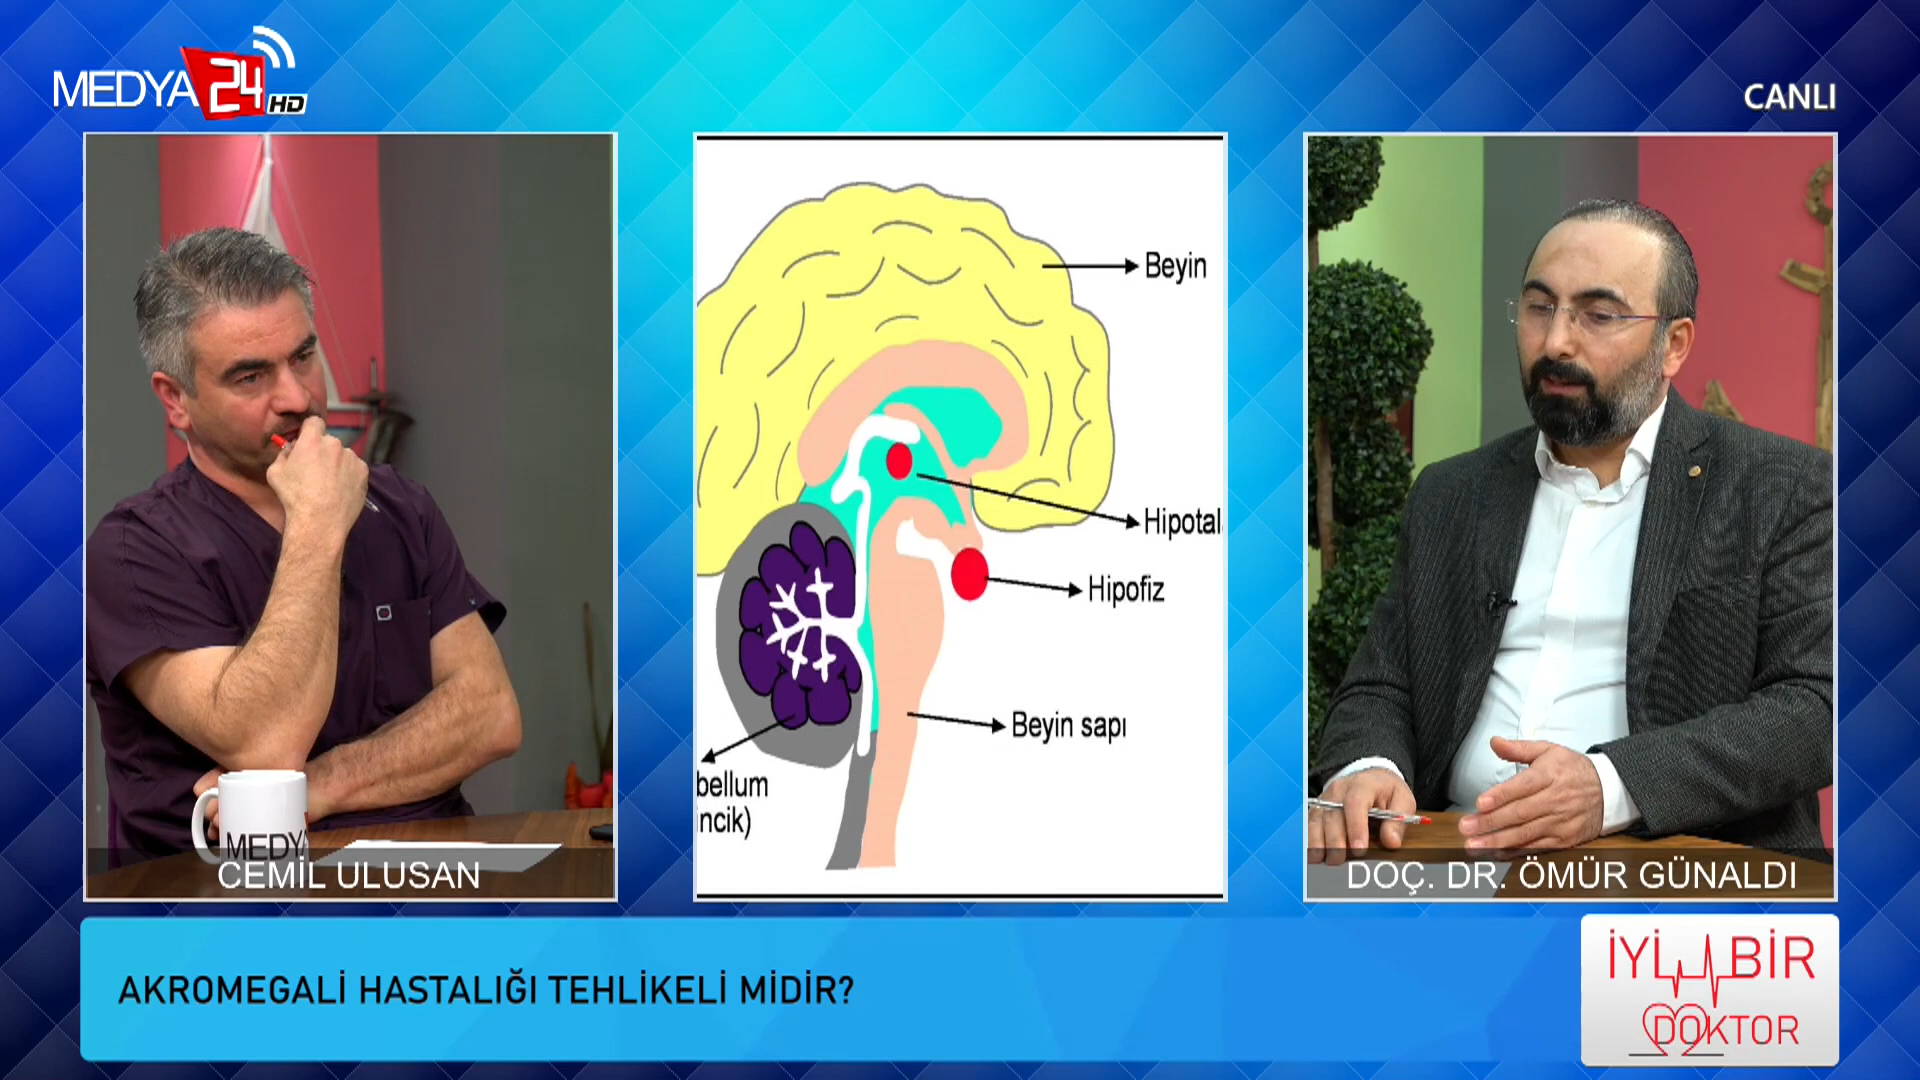 MEDYA 24 HD
CANLI
Beyin
Hipotal
Hipofiz
Beyin sapı
bellum
incik)
MEDYA
CEMİL ULUSAN
DOÇ. DR. ÖMÜR GÜNALDI
AKROMEGALİ HASTALIĞI TEHLİKELİ MİDİR?
İYİ BİR
DOKTOR